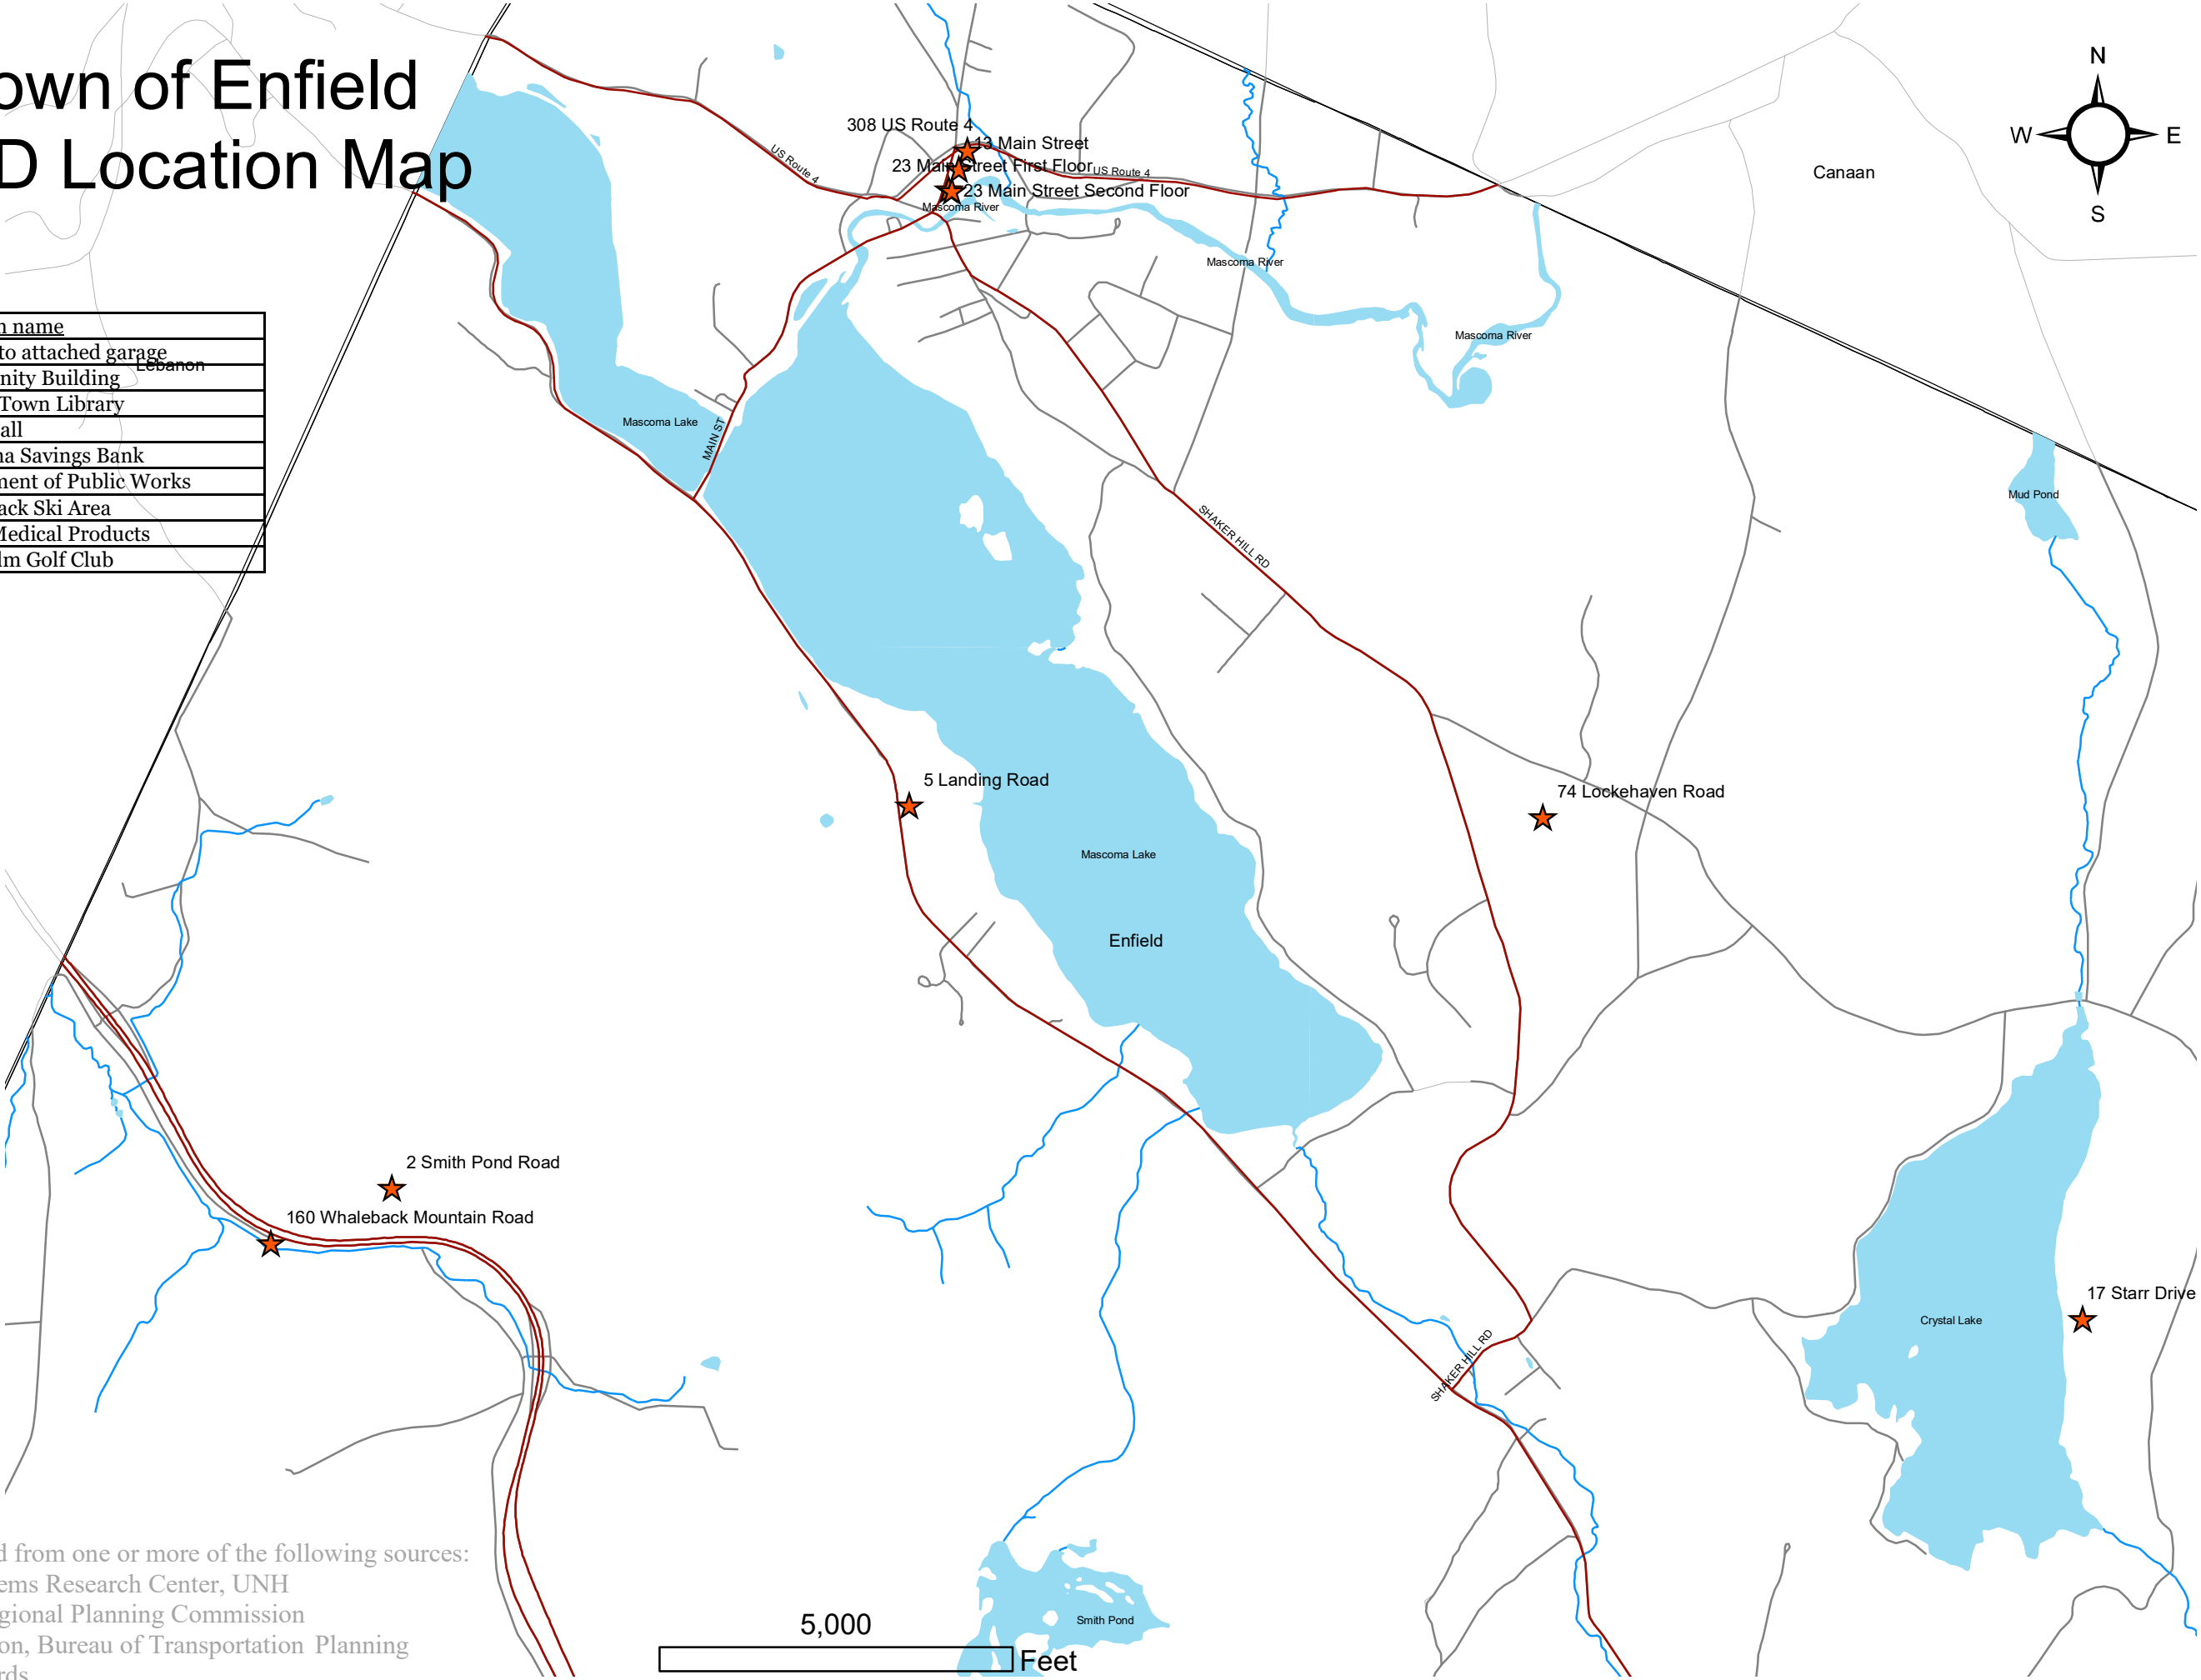 own of Enfield
D Location Map
N
W
E
S
Canaan
308 US Route 4
13 Main Street
23 Main Street First Floor
23 Main Street Second Floor
US Route 4
US Route 4
Mascoma River
Mascoma River
Mascoma River
n name
to attached garage
Lebanon
nity Building
Town Library
all
na Savings Bank
ment of Public Works
ack Ski Area
Medical Products
lm Golf Club
Mascoma Lake
MAIN ST
Mud Pond
SHAKER HILL RD
5 Landing Road
74 Lockehaven Road
Mascoma Lake
Enfield
2 Smith Pond Road
160 Whaleback Mountain Road
17 Starr Drive
Crystal Lake
SHAKER HILL RD
d from one or more of the following sources:
ems Research Center, UNH
gional Planning Commission
on, Bureau of Transportation Planning
rds
Smith Pond
5,000
Feet